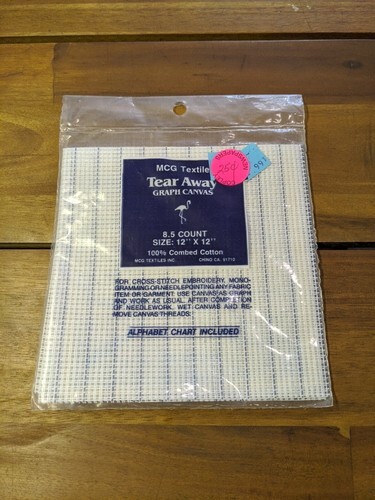 MCG Textiles
Tear Away
GRAPH CANVAS
8.5 COUNT
SIZE: 12" X 12"
100% Combed Cotton
MCG TEXTILES INC. CHINO CA. 91710
FOR CROSS-STITCH EMBROIDERY, MONO-
GRAMMING OR NEEDLEPOINTING ANY FABRIC
ITEM OR GARMENT. USE CANVAS AS GRAPH
AND WORK AS USUAL. AFTER COMPLETION
OF NEEDLEWORK, WET CANVAS AND RE-
MOVE CANVAS THREADS.
ALPHABET CHART INCLUDED
25¢
.99